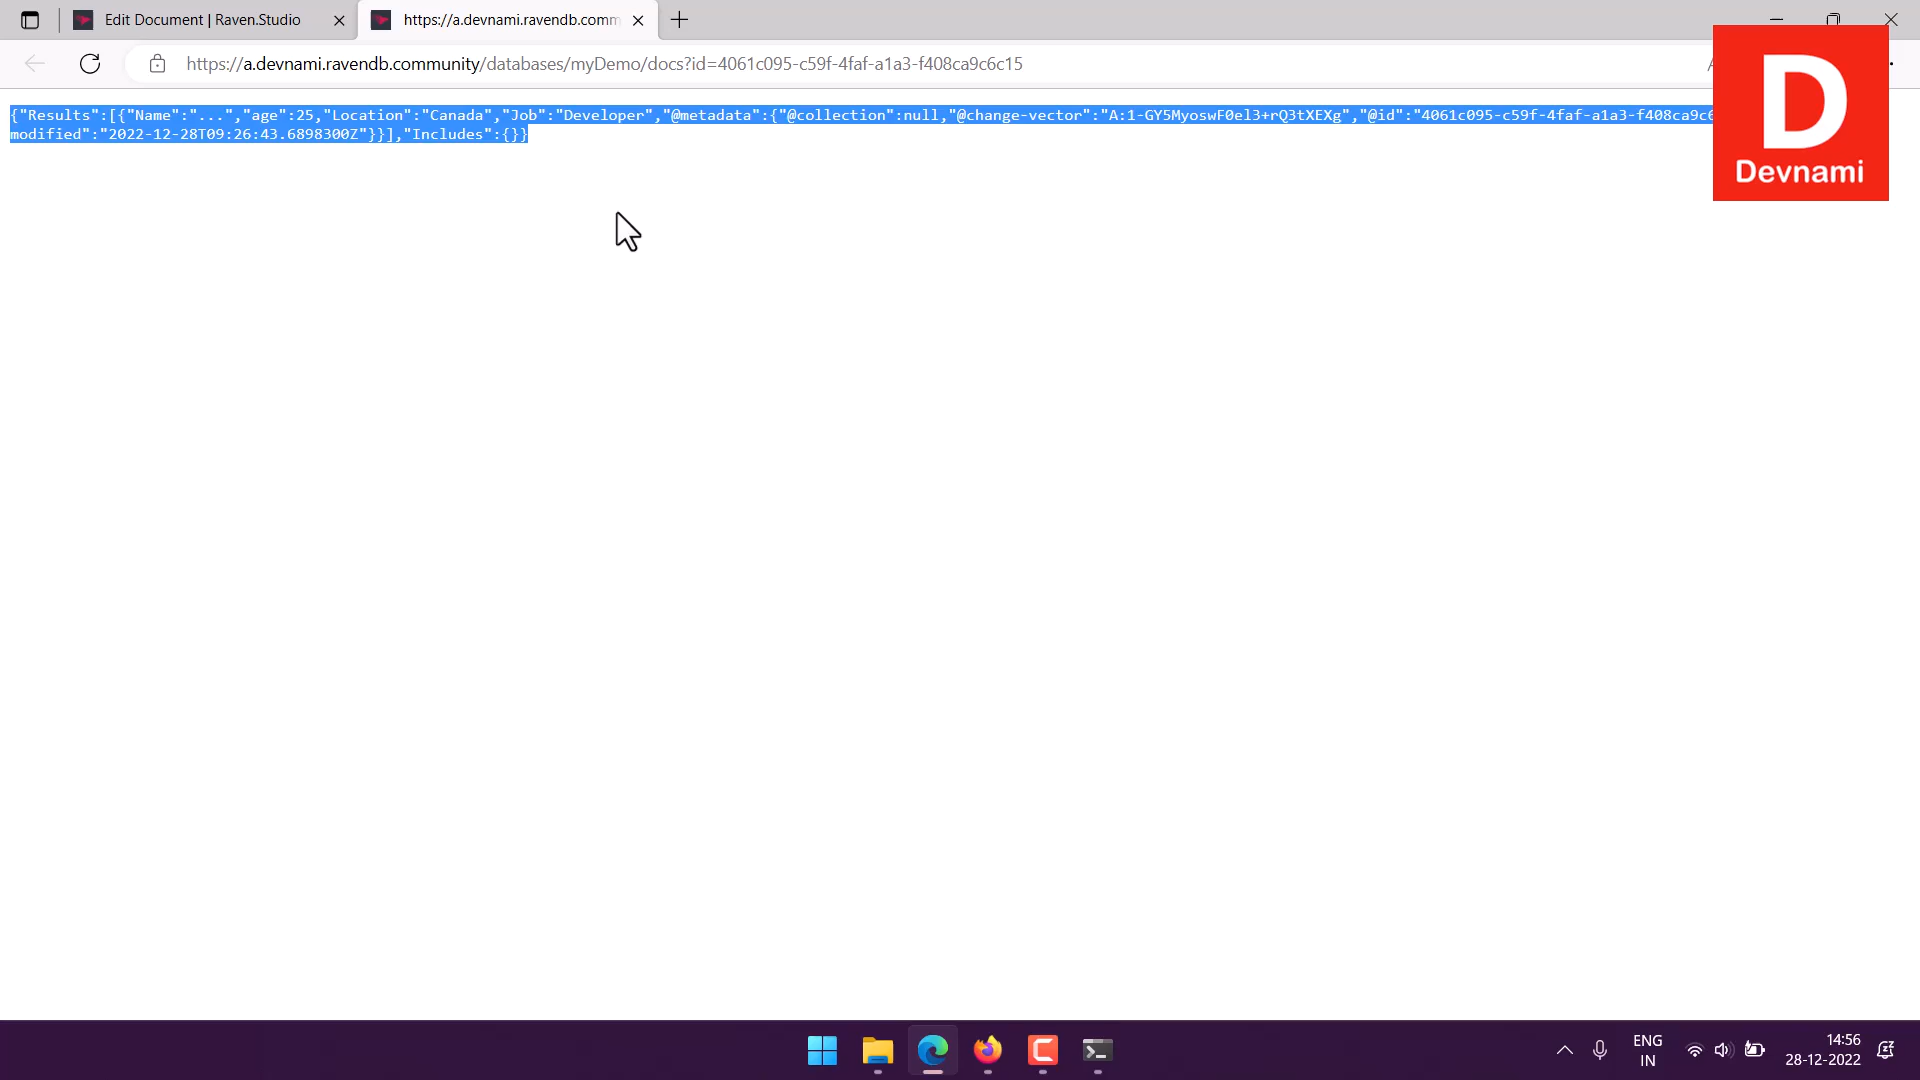 Edit Document | Raven.Studio
https://a.devnami.ravendb.comm
https://a.devnami.ravendb.community/databases/myDemo/docs?id=4061c095-c59f-4faf-a1a3-f408ca9c6c15
{"Results":[{"Name":"...","age":25,"Location":"Canada","Job":"Developer","@metadata":{"@collection":null,"@change-vector":"A:1-GY5MyoswF0el3+rQ3tXEXg","@id":"4061c095-c59f-4faf-a1a3-f408ca9c6
modified":"2022-12-28T09:26:43.6898300Z"}}],"Includes":{}}
D
Devnami
ENG
IN
14:56
28-12-2022